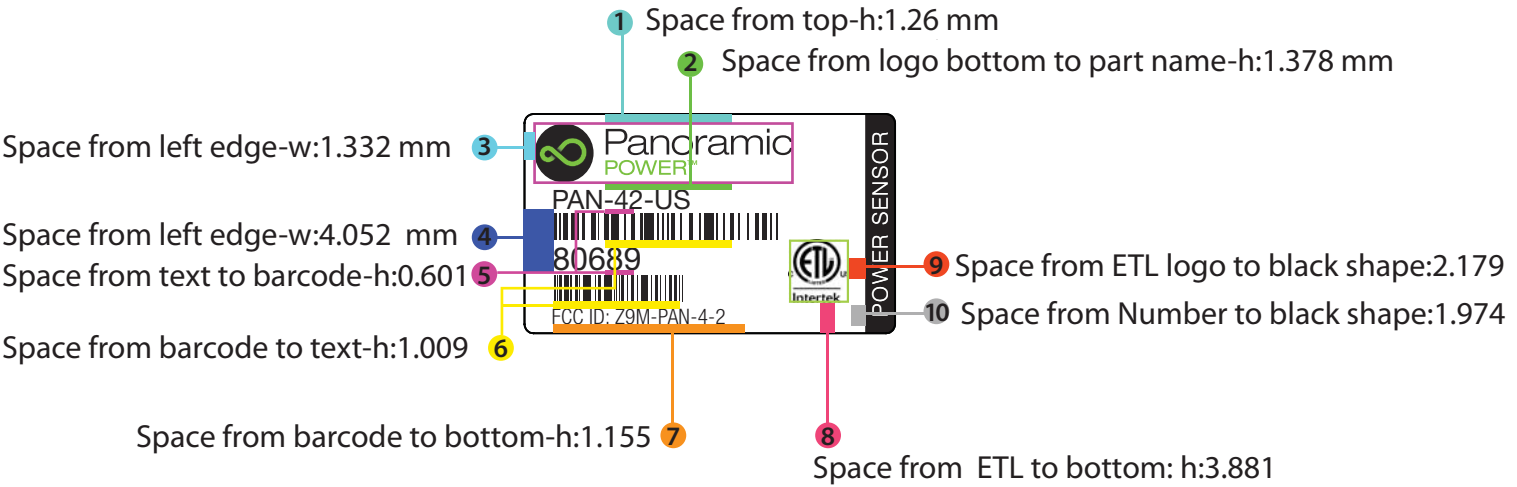 1 Space from top-h:1.26 mm
2 Space from logo bottom to part name-h:1.378 mm
Space from left edge-w:1.332 mm 3
Panoramic
POWER™
PAN-42-US
Space from left edge-w:4.052 mm 4
80689
Space from text to barcode-h:0.601 5
C ETL US
LISTED
Intertek
POWER SENSOR
9 Space from ETL logo to black shape:2.179
10 Space from Number to black shape:1.974
FCC ID: Z9M-PAN-4-2
Space from barcode to text-h:1.009 6
Space from barcode to bottom-h:1.155 7
8
Space from ETL to bottom: h:3.881